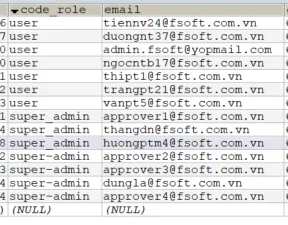 code_role email
6 user tiennv24@fsoft.com.vn
7 user duongnt37@fsoft.com.vn
0 user admin.fsoft@yopmail.com
0 user ngocntb17@fsoft.com.vn
1 user thipt1@fsoft.com.vn
2 user trangpt21@fsoft.com.vn
3 user vanpt5@fsoft.com.vn
1 super_admin approver1@fsoft.com.vn
4 super_admin thangdn@fsoft.com.vn
8 super_admin huongptm4@fsoft.com.vn
2 super-admin approver2@fsoft.com.vn
3 super-admin approver3@fsoft.com.vn
4 super-admin dungla@fsoft.com.vn
4 super-admin approver4@fsoft.com.vn
) (NULL) (NULL)